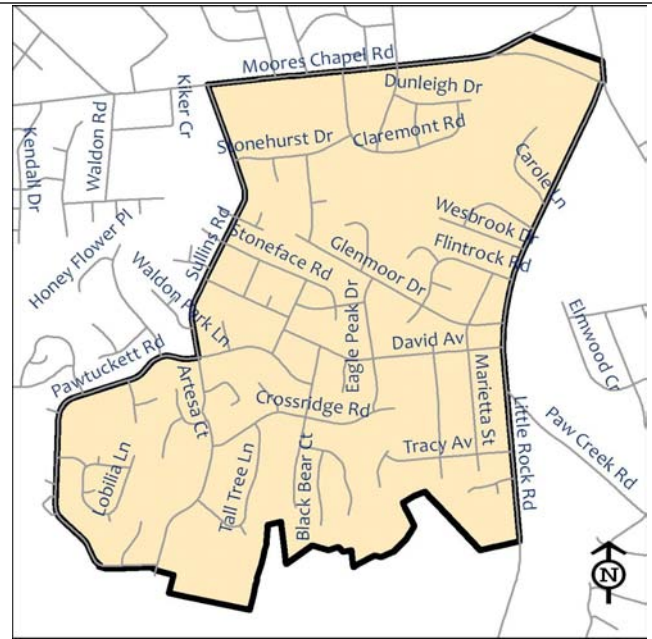 Moores Chapel Rd
Dunleigh Dr
Kiker Cr
Waldon Rd
Kendall Dr
Stonehurst Dr
Claremont Rd
Carole Ln
Wesbrook Dr
Flintrock Rd
Honey Flower Pl
Sullins Rd
Stoneface Rd
Glenmoor Dr
Waldon Park Ln
Eagle Peak Dr
David Av
Elmwood Cr
Pawtuckett Rd
Artesa Ct
Marietta St
Crossridge Rd
Little Rock Rd
Paw Creek Rd
Tracy Av
Lobilia Ln
Tall Tree Ln
Black Bear Ct
N